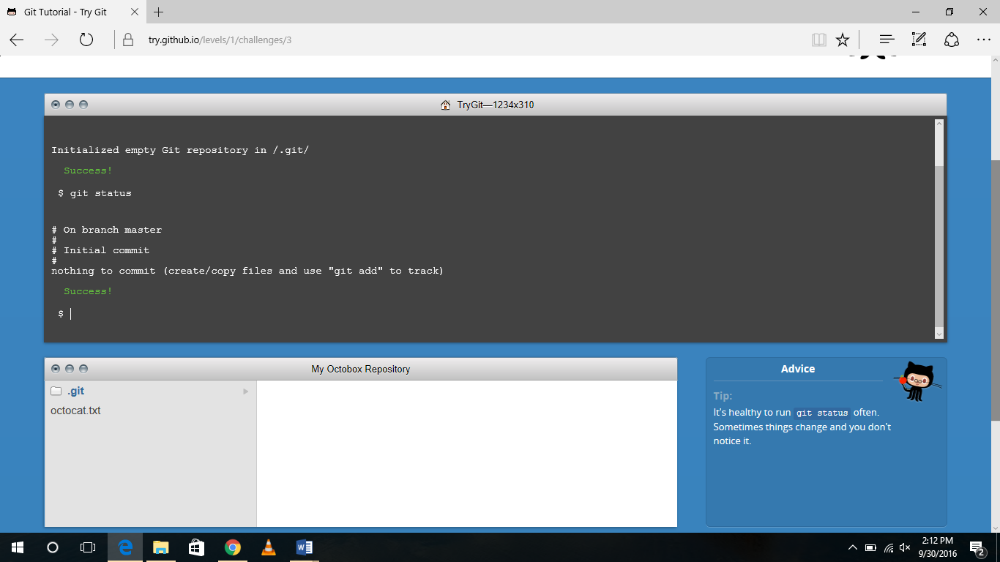 Git Tutorial - Try Git
try.github.io/levels/1/challenges/3
TryGit—1234x310
Initialized empty Git repository in /.git/
Success!
$ git status
# On branch master
#
# Initial commit
#
nothing to commit (create/copy files and use "git add" to track)
Success!
$
My Octobox Repository
.git
octocat.txt
Advice
Tip:
It's healthy to run git status often.
Sometimes things change and you don't
notice it.
2:12 PM
9/30/2016
2